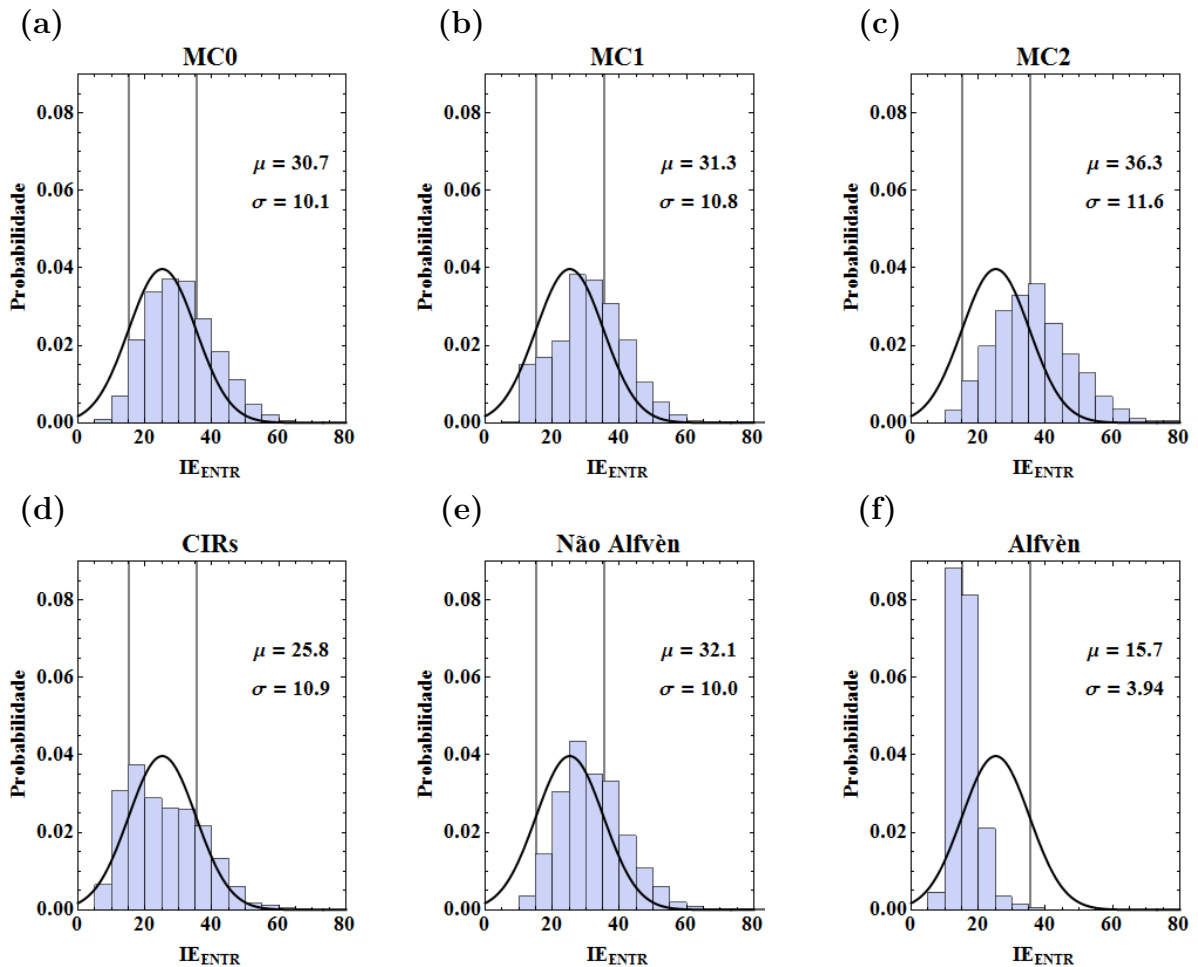 (a)
MC0
Probabilidade
0.08
0.06
0.04
0.02
0.00
μ = 30.7
σ = 10.1
0 20 40 60 80
IE_ENTR
(b)
MC1
Probabilidade
0.08
0.06
0.04
0.02
0.00
μ = 31.3
σ = 10.8
0 20 40 60 80
IE_ENTR
(c)
MC2
Probabilidade
0.08
0.06
0.04
0.02
0.00
μ = 36.3
σ = 11.6
0 20 40 60 80
IE_ENTR
(d)
CIRs
Probabilidade
0.08
0.06
0.04
0.02
0.00
μ = 25.8
σ = 10.9
0 20 40 60 80
IE_ENTR
(e)
Não Alfvèn
Probabilidade
0.08
0.06
0.04
0.02
0.00
μ = 32.1
σ = 10.0
0 20 40 60 80
IE_ENTR
(f)
Alfvèn
Probabilidade
0.08
0.06
0.04
0.02
0.00
μ = 15.7
σ = 3.94
0 20 40 60 80
IE_ENTR